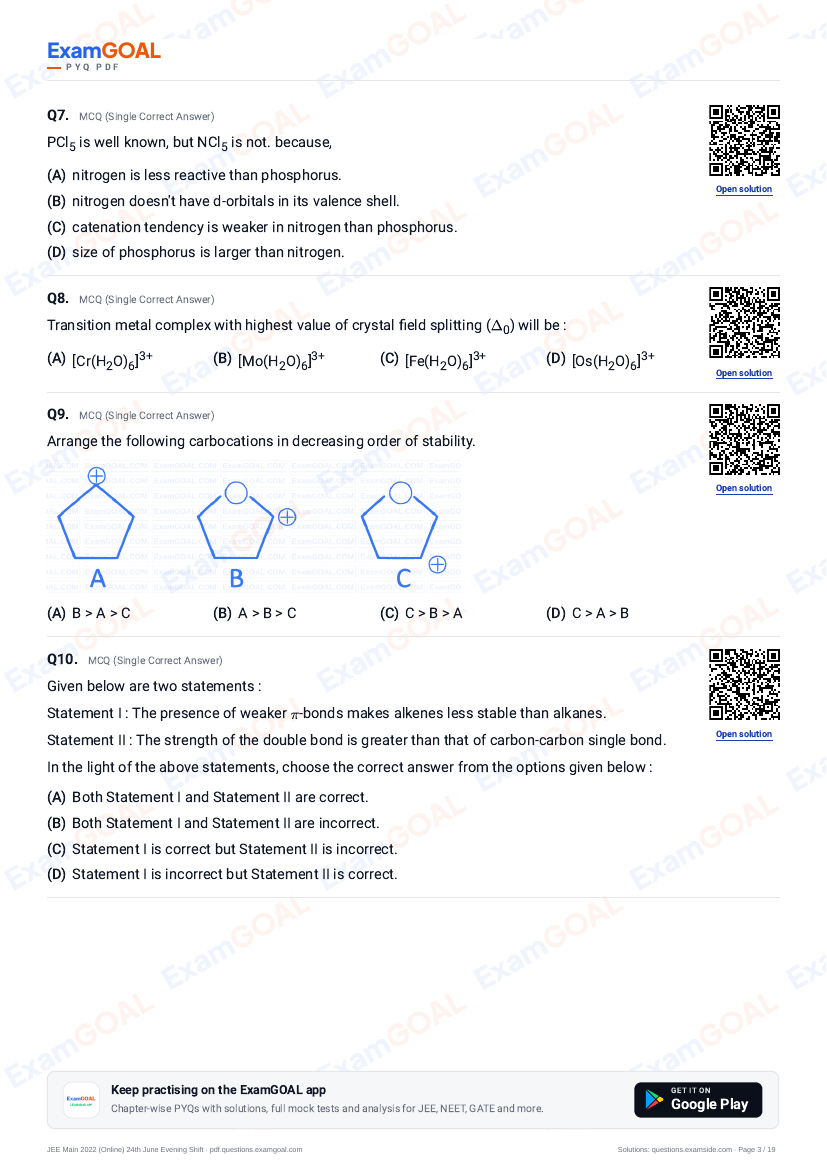 ExamGOAL
PYQ PDF
Q7. MCQ (Single Correct Answer)
PCl5 is well known, but NCl5 is not. because,
(A) nitrogen is less reactive than phosphorus.
(B) nitrogen doesn't have d-orbitals in its valence shell.
(C) catenation tendency is weaker in nitrogen than phosphorus.
(D) size of phosphorus is larger than nitrogen.
Open solution
Q8. MCQ (Single Correct Answer)
Transition metal complex with highest value of crystal field splitting (Δ0) will be :
(A) [Cr(H2O)6]3+ (B) [Mo(H2O)6]3+ (C) [Fe(H2O)6]3+ (D) [Os(H2O)6]3+
Open solution
Q9. MCQ (Single Correct Answer)
Arrange the following carbocations in decreasing order of stability.
A B C
(A) B > A > C (B) A > B > C (C) C > B > A (D) C > A > B
Open solution
Q10. MCQ (Single Correct Answer)
Given below are two statements :
Statement I : The presence of weaker π-bonds makes alkenes less stable than alkanes.
Statement II : The strength of the double bond is greater than that of carbon-carbon single bond.
In the light of the above statements, choose the correct answer from the options given below :
(A) Both Statement I and Statement II are correct.
(B) Both Statement I and Statement II are incorrect.
(C) Statement I is correct but Statement II is incorrect.
(D) Statement I is incorrect but Statement II is correct.
Open solution
ExamGOAL
Keep practising on the ExamGOAL app
Chapter-wise PYQs with solutions, full mock tests and analysis for JEE, NEET, GATE and more.
GET IT ON
Google Play
JEE Main 2022 (Online) 24th June Evening Shift · pdf.questions.examgoal.com
Solutions: questions.examside.com · Page 3 / 19